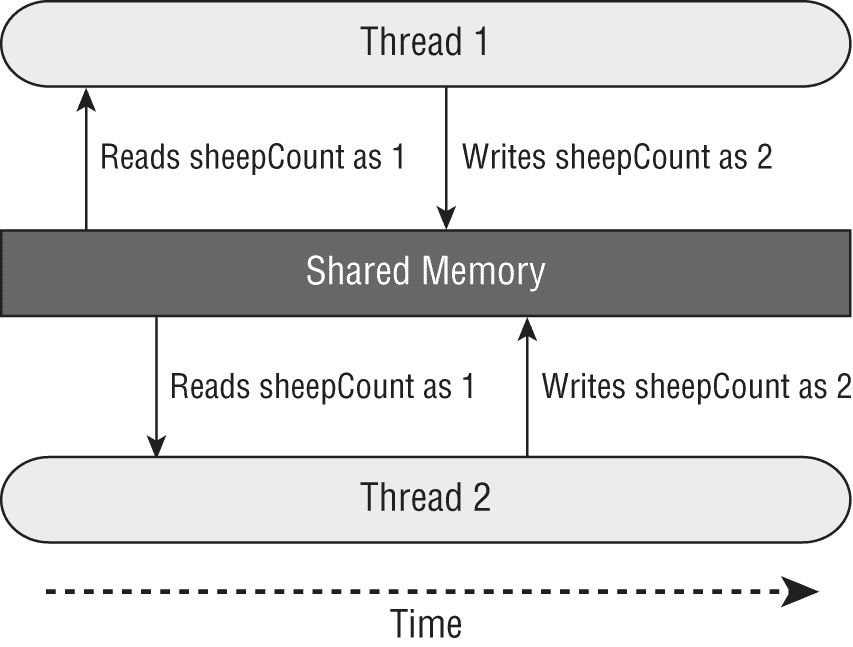 Thread 1
Reads sheepCount as 1
Writes sheepCount as 2
Shared Memory
Reads sheepCount as 1
Writes sheepCount as 2
Thread 2
Time